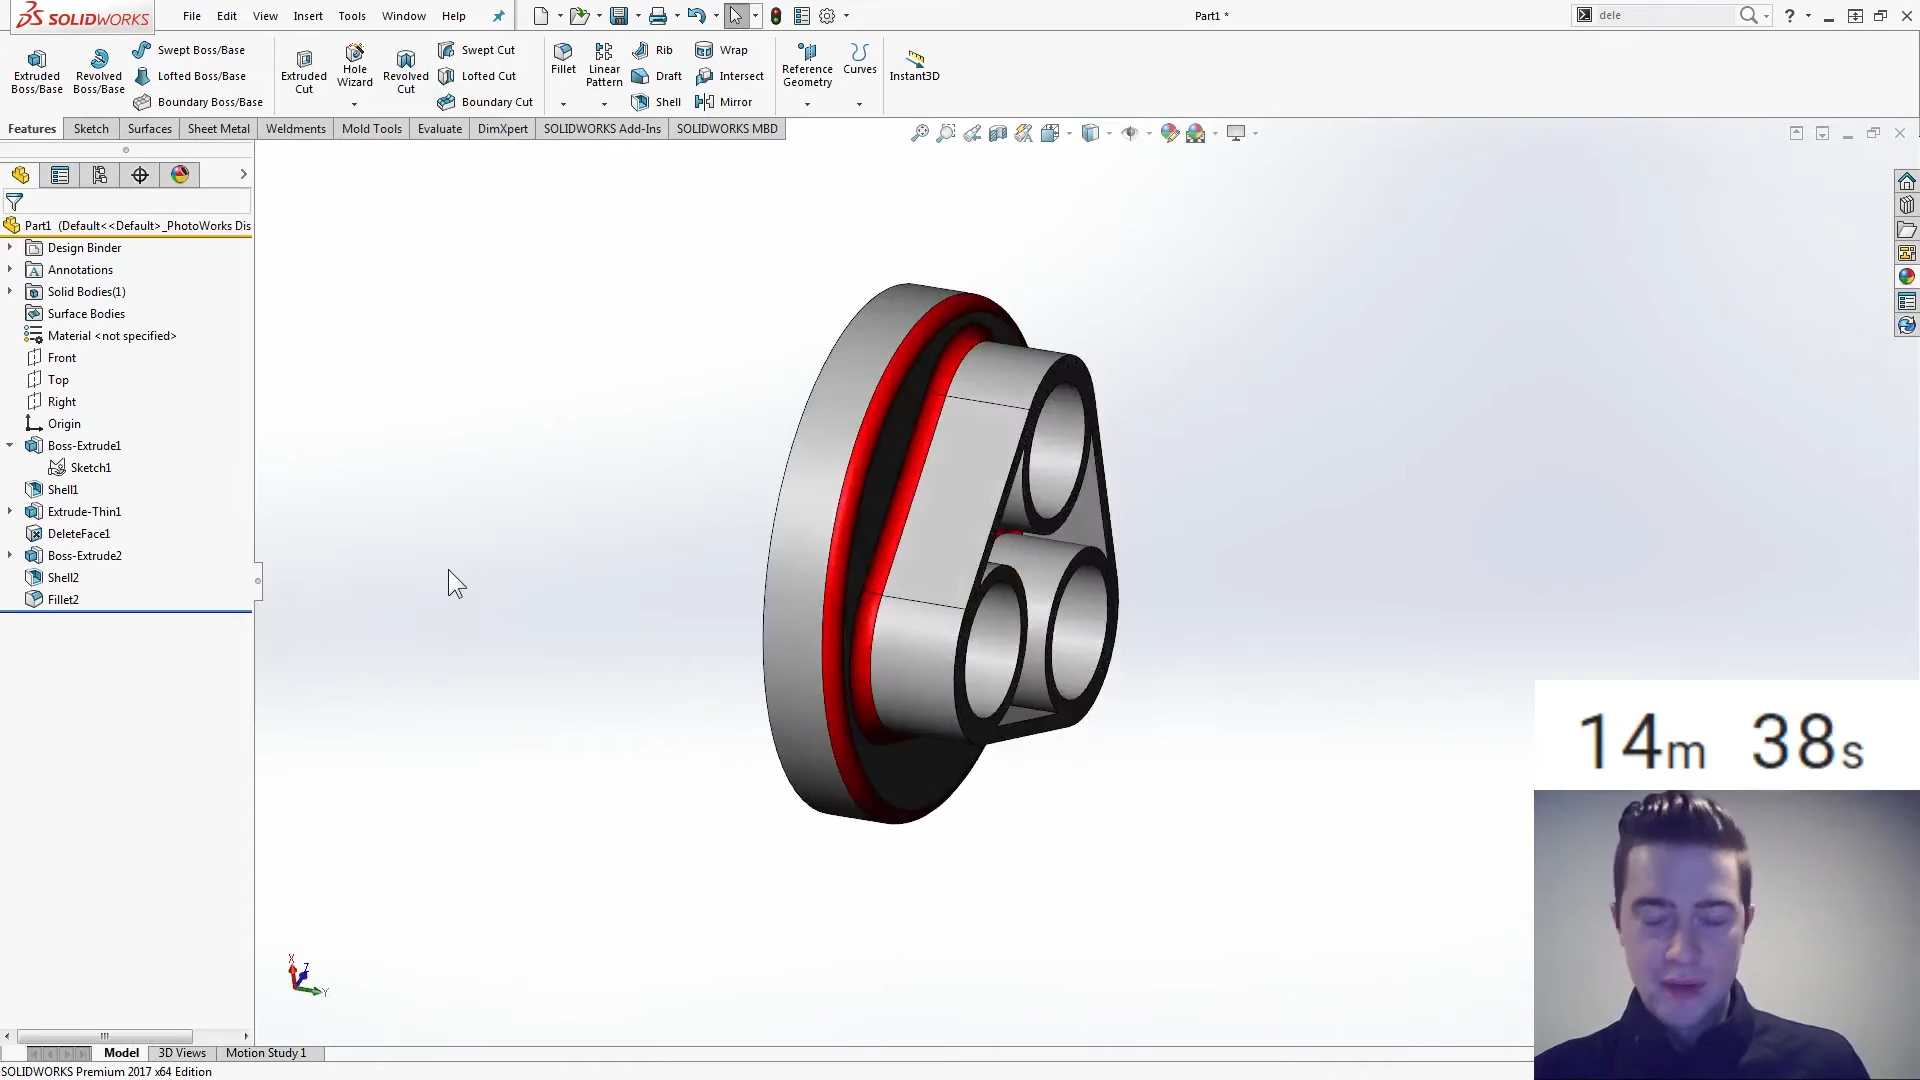 SOLIDWORKS
File Edit View Insert Tools Window Help
Part1 *
dele
Extruded Boss/Base
Revolved Boss/Base
Swept Boss/Base
Lofted Boss/Base
Boundary Boss/Base
Extruded Cut
Hole Wizard
Revolved Cut
Swept Cut
Lofted Cut
Boundary Cut
Fillet
Linear Pattern
Rib
Draft
Shell
Wrap
Intersect
Mirror
Reference Geometry
Curves
Instant3D
Features Sketch Surfaces Sheet Metal Weldments Mold Tools Evaluate DimXpert SOLIDWORKS Add-Ins SOLIDWORKS MBD
Part1 (Default<<Default>_PhotoWorks Dis
Design Binder
Annotations
Solid Bodies(1)
Surface Bodies
Material <not specified>
Front
Top
Right
Origin
Boss-Extrude1
Sketch1
Shell1
Extrude-Thin1
DeleteFace1
Boss-Extrude2
Shell2
Fillet2
14m 38s
X
Z
Y
Model 3D Views Motion Study 1
SOLIDWORKS Premium 2017 x64 Edition